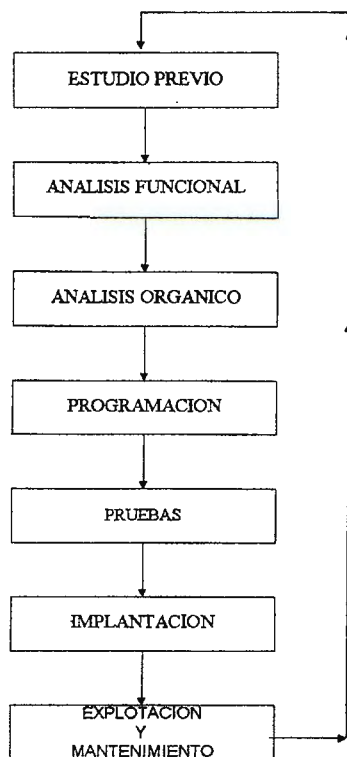 ESTUDIO PREVIO
ANALISIS FUNCIONAL
ANALISIS ORGANICO
PROGRAMACION
PRUEBAS
IMPLANTACION
EXPLOTACION
Y
MANTENIMIENTO